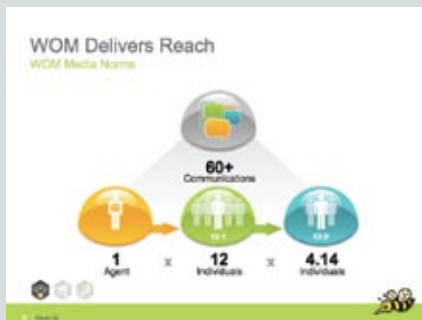 WOM Delivers Reach
WOM Media Norms
60+
Communications
1
Agent
x
12
Individuals
x
4.14
Individuals